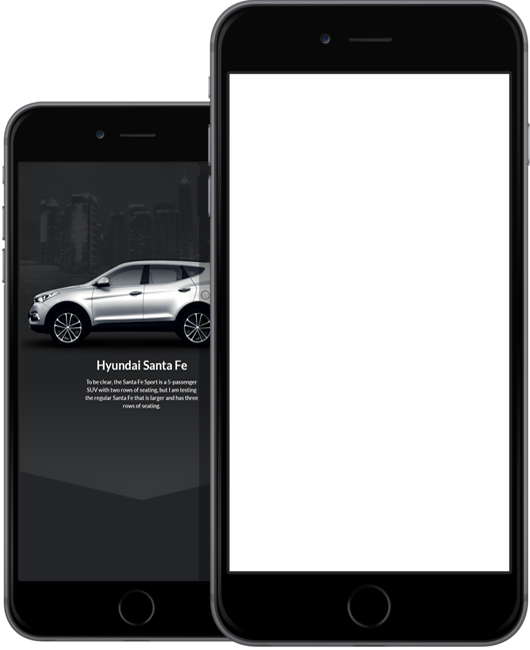 Hyundai Santa Fe
To be clear, the Santa Fe Sport is a 5-passenger
SUV with two rows of seating, but I am testing
the regular Santa Fe that is larger and has three
rows of seating.